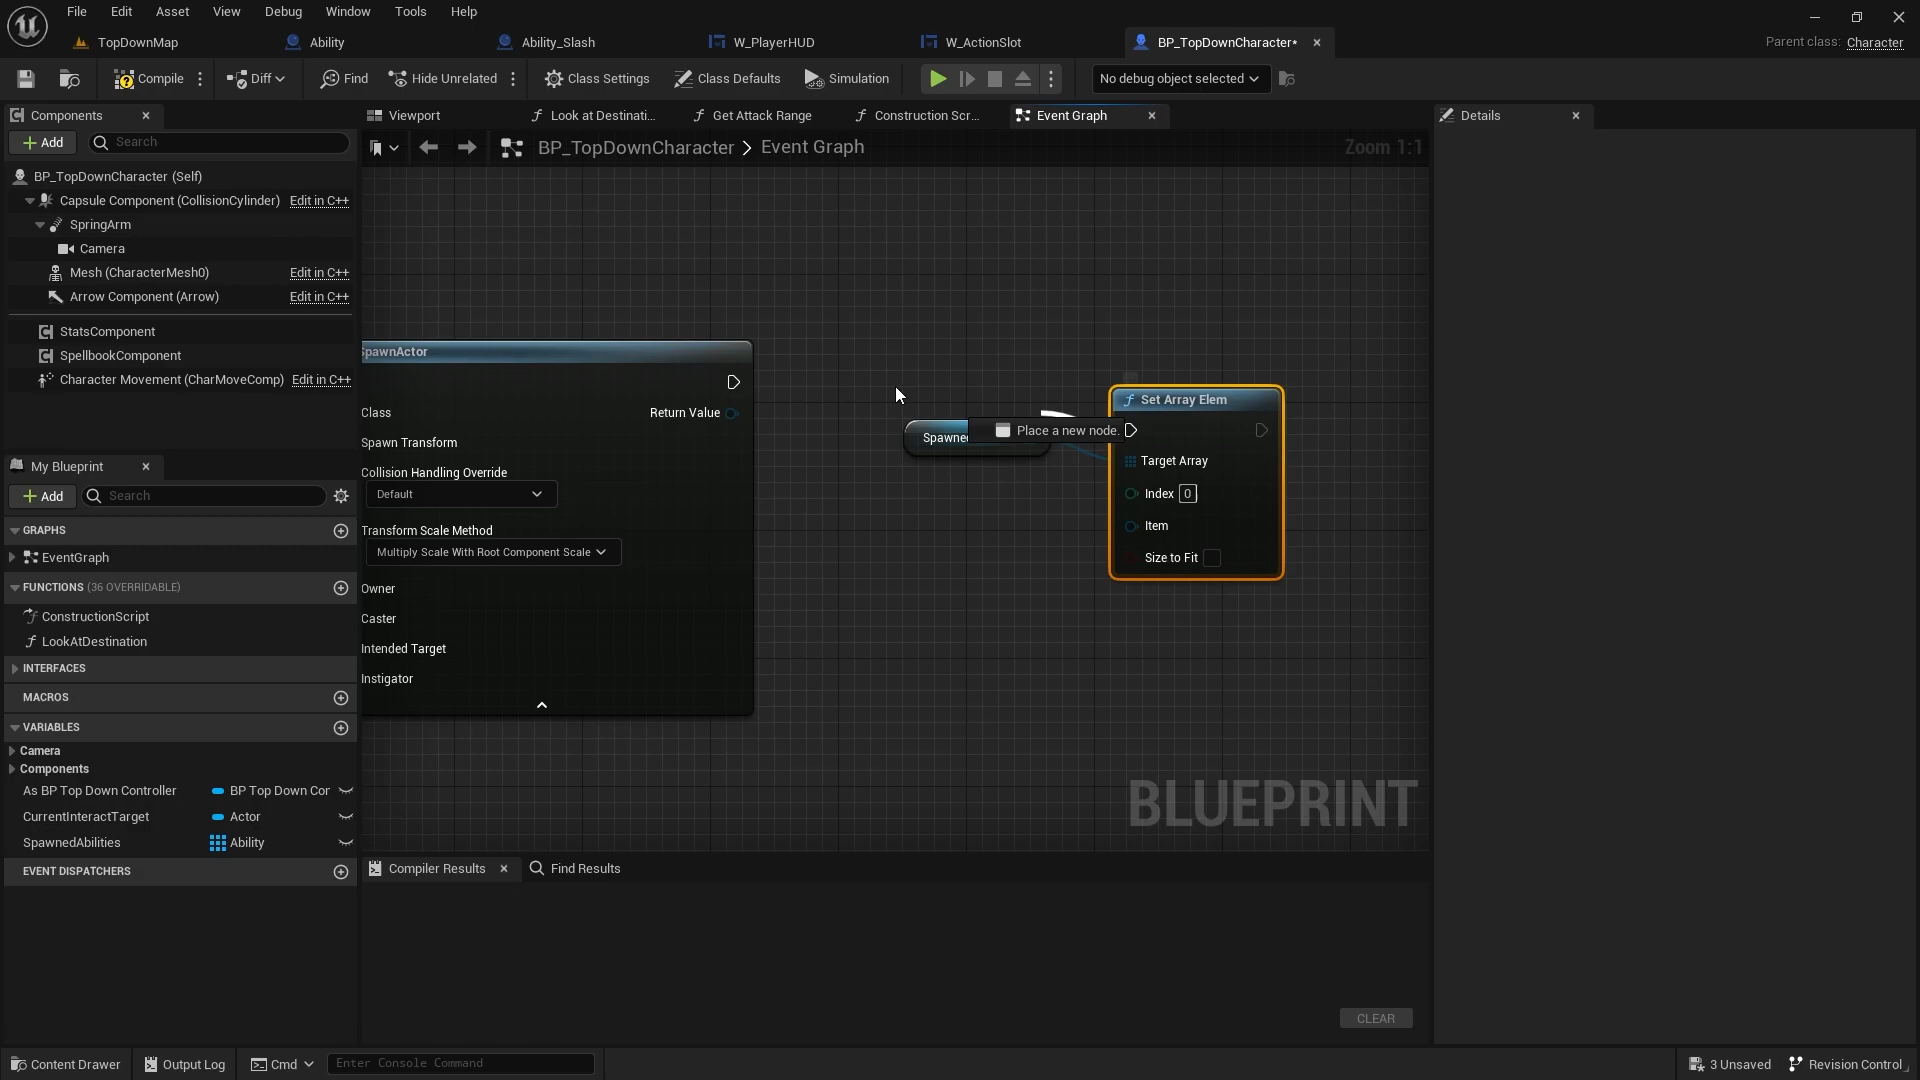 File Edit Asset View Debug Window Tools Help
TopDownMap Ability Ability_Slash W_PlayerHUD W_ActionSlot BP_TopDownCharacter*
Parent class: Character
Compile Diff Find Hide Unrelated Class Settings Class Defaults Simulation No debug object selected
Components
Viewport Look at Destinati... Get Attack Range Construction Scr... Event Graph
Details
Add Search
BP_TopDownCharacter > Event Graph
Zoom 1:1
BP_TopDownCharacter (Self)
Capsule Component (CollisionCylinder) Edit in C++
SpringArm
Camera
Mesh (CharacterMesh0) Edit in C++
Arrow Component (Arrow) Edit in C++
StatsComponent
SpellbookComponent
Character Movement (CharMoveComp) Edit in C++
SpawnActor
Class Return Value
Spawn Transform
Collision Handling Override
Default
Transform Scale Method
Multiply Scale With Root Component Scale
Owner
Caster
Intended Target
Instigator
Place a new node.
Set Array Elem
Target Array
Index 0
Item
Size to Fit
BLUEPRINT
My Blueprint
Add Search
GRAPHS
EventGraph
FUNCTIONS (36 OVERRIDABLE)
ConstructionScript
LookAtDestination
INTERFACES
MACROS
VARIABLES
Camera
Components
As BP Top Down Controller BP Top Down Cor
CurrentInteractTarget Actor
SpawnedAbilities Ability
EVENT DISPATCHERS
Compiler Results Find Results
CLEAR
Content Drawer Output Log Cmd Enter Console Command
3 Unsaved Revision Control